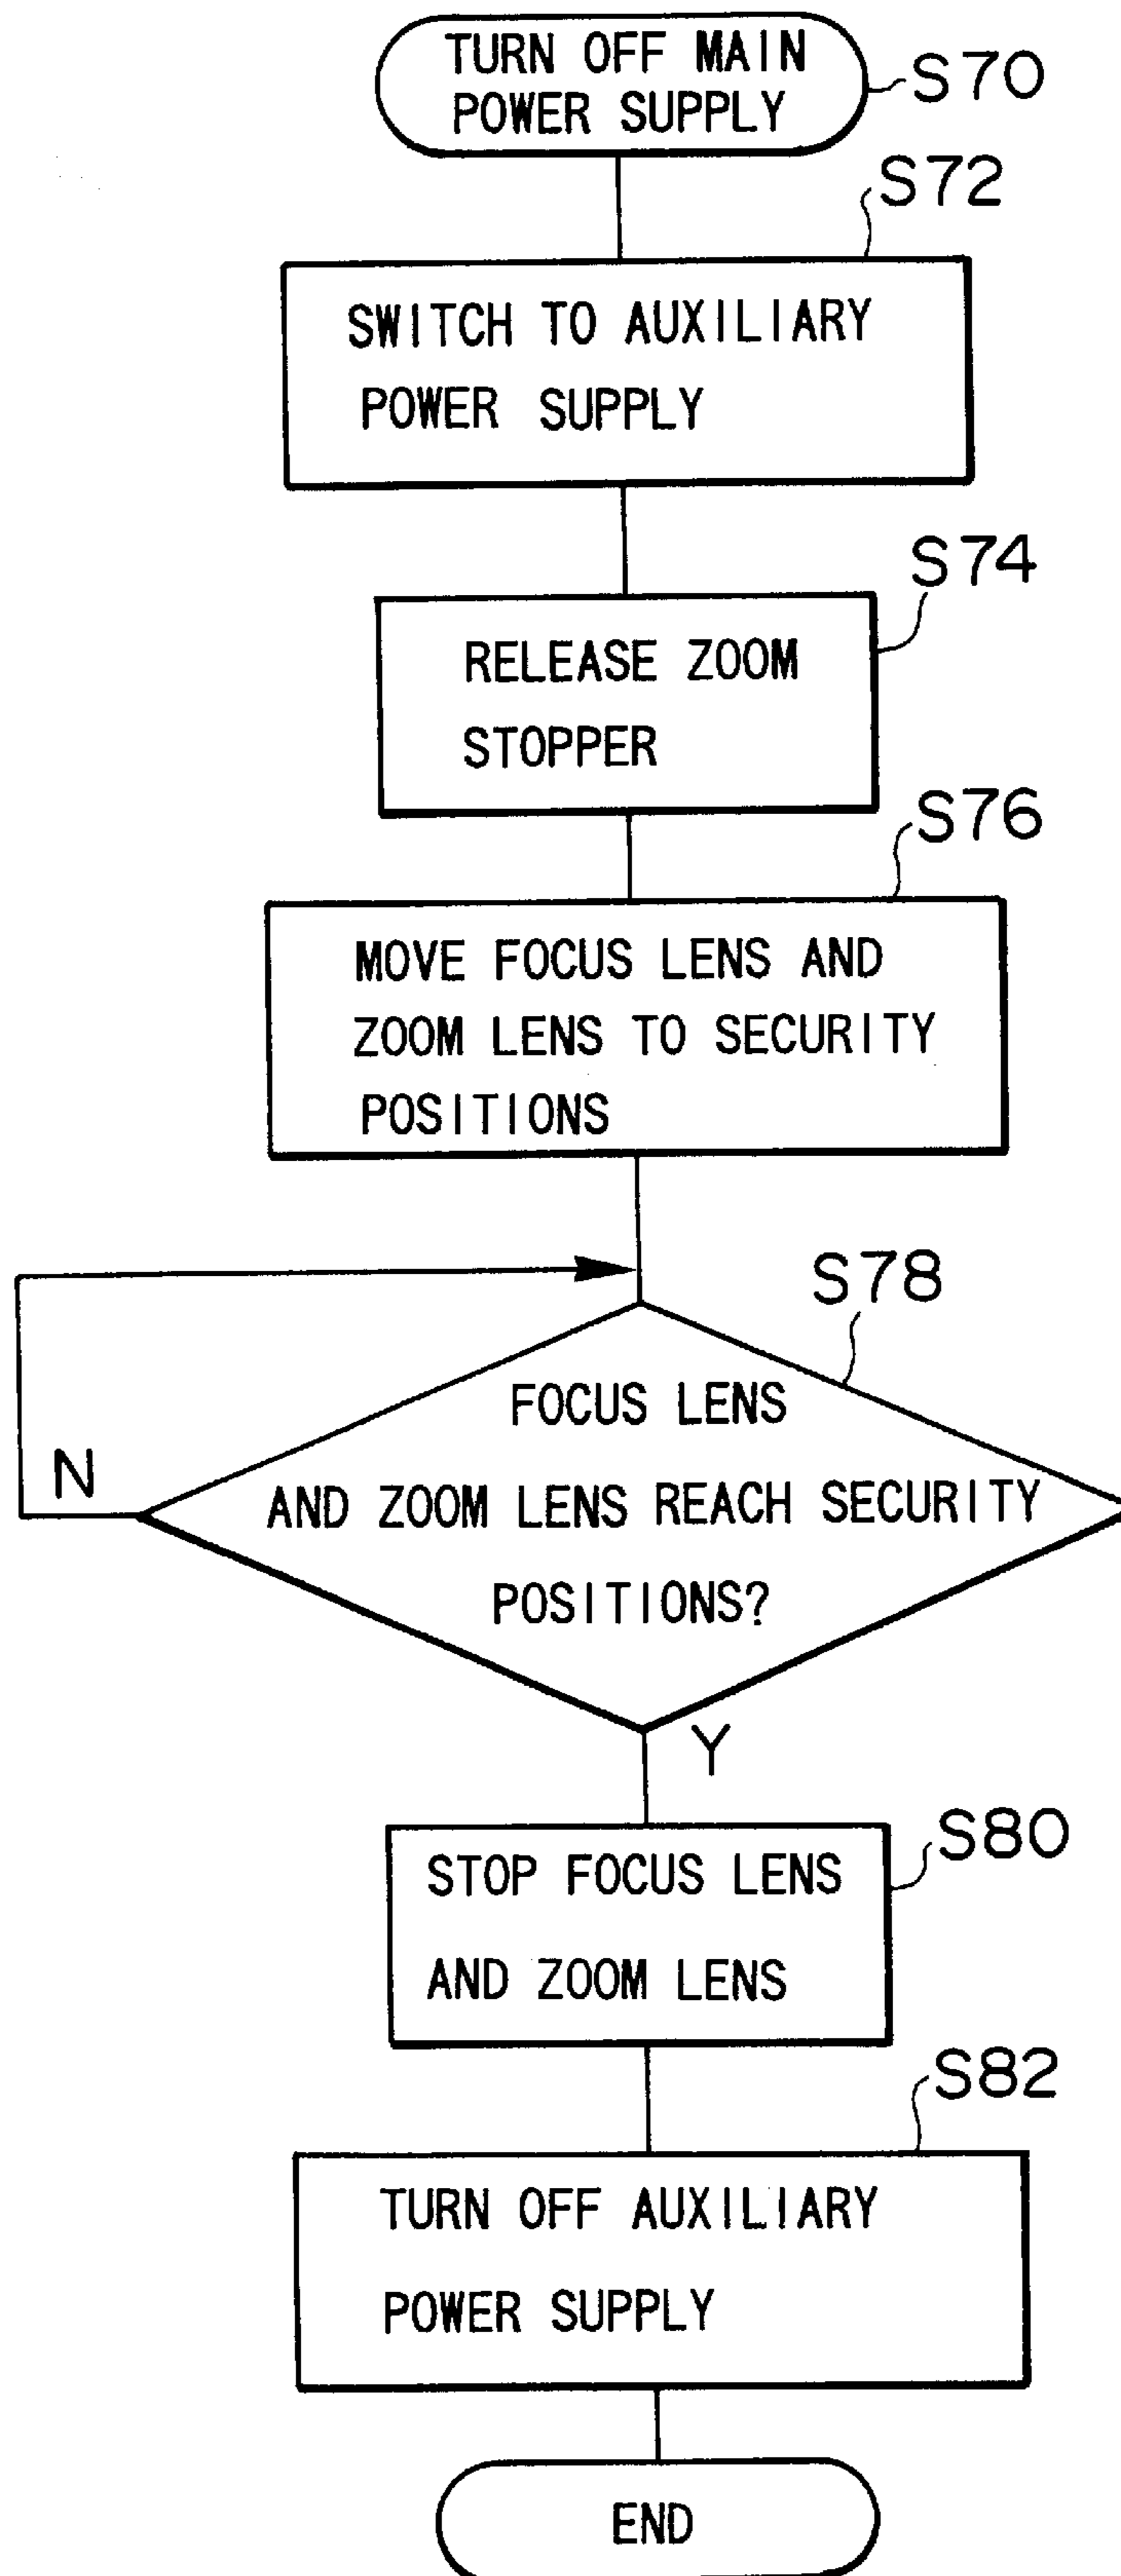 TURN OFF MAIN
POWER SUPPLY
S70
S72
SWITCH TO AUXILIARY
POWER SUPPLY
S74
RELEASE ZOOM
STOPPER
S76
MOVE FOCUS LENS AND
ZOOM LENS TO SECURITY
POSITIONS
S78
FOCUS LENS
AND ZOOM LENS REACH SECURITY
POSITIONS?
N
Y
S80
STOP FOCUS LENS
AND ZOOM LENS
S82
TURN OFF AUXILIARY
POWER SUPPLY
END